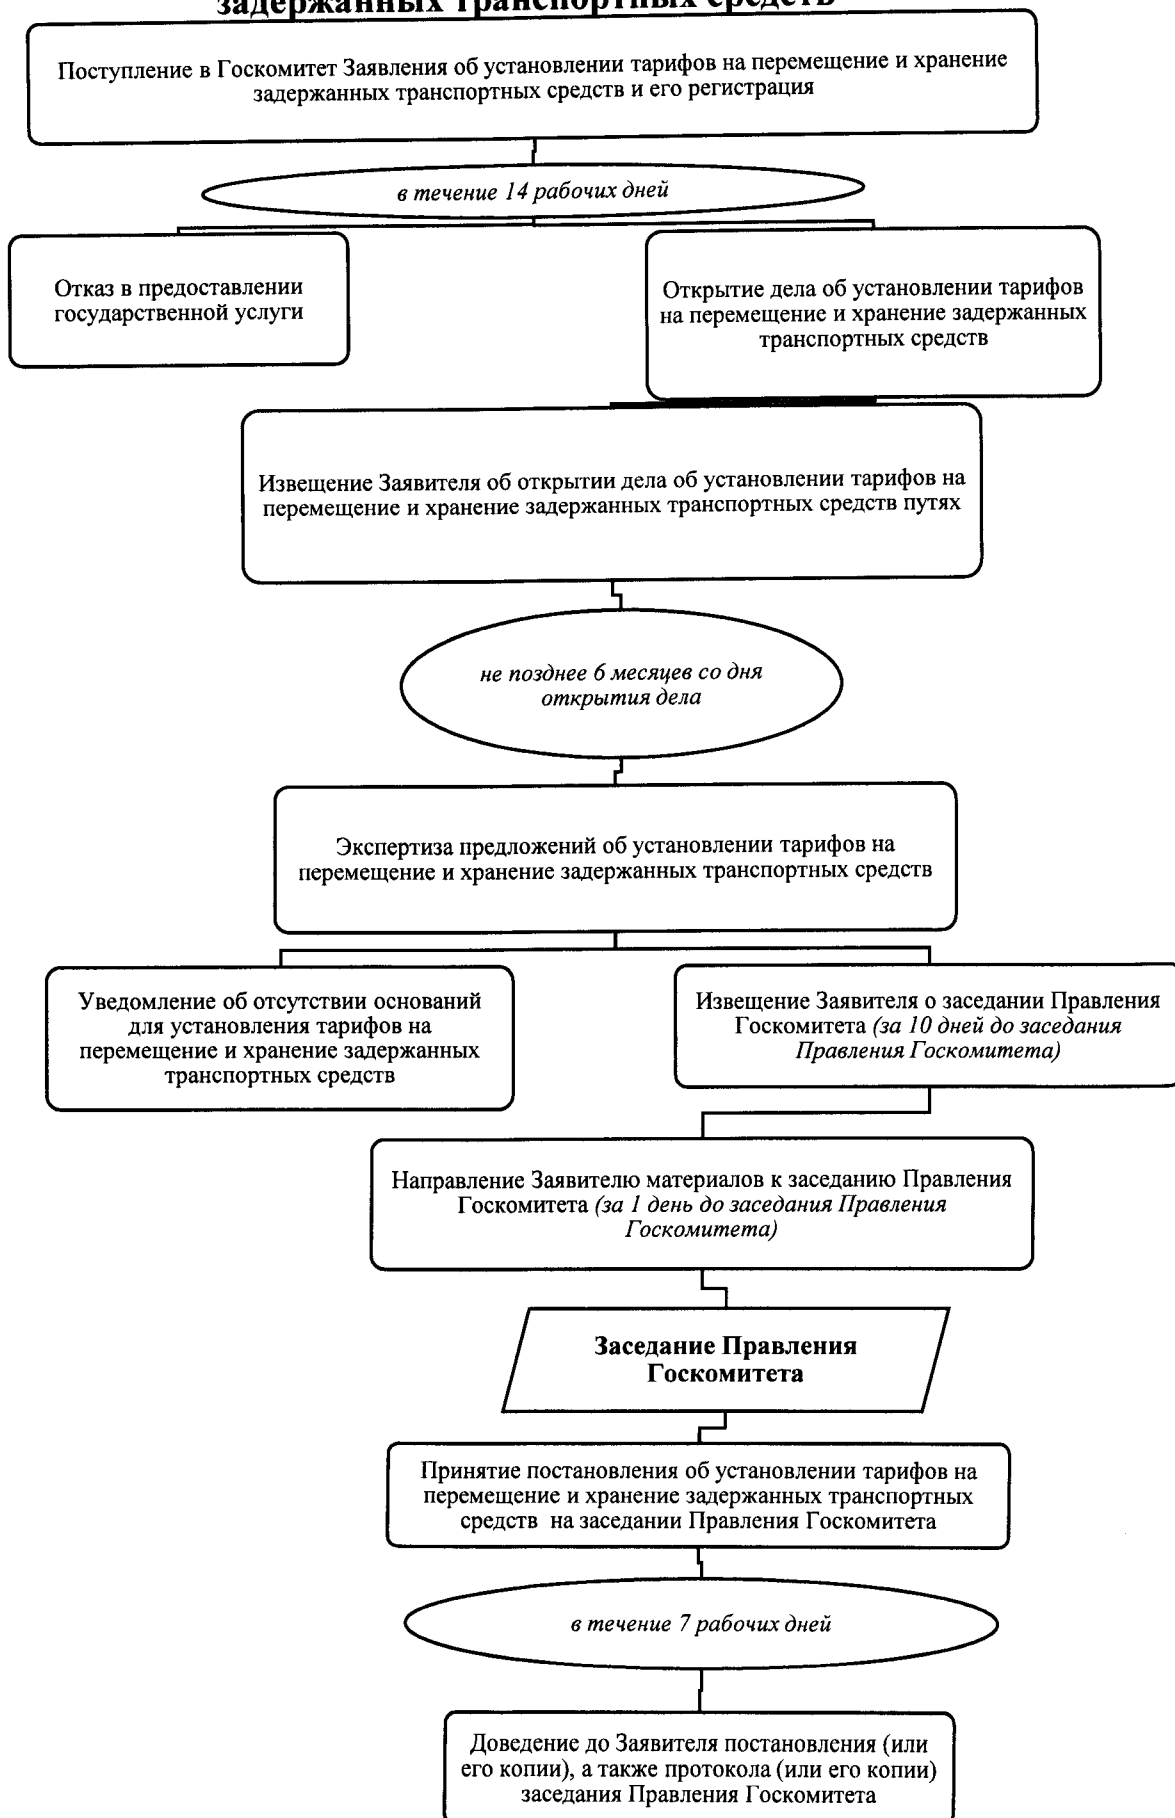 задержанных транспортных средств
Поступление в Госкомитет Заявления об установлении тарифов на перемещение и хранение
задержанных транспортных средств и его регистрация
в течение 14 рабочих дней
Отказ в предоставлении
государственной услуги
Открытие дела об установлении тарифов
на перемещение и хранение задержанных
транспортных средств
Извещение Заявителя об открытии дела об установлении тарифов на
перемещение и хранение задержанных транспортных средств путях
не позднее 6 месяцев со дня
открытия дела
Экспертиза предложений об установлении тарифов на
перемещение и хранение задержанных транспортных средств
Уведомление об отсутствии оснований
для установления тарифов на
перемещение и хранение задержанных
транспортных средств
Извещение Заявителя о заседании Правления
Госкомитета (за 10 дней до заседания
Правления Госкомитета)
Направление Заявителю материалов к заседанию Правления
Госкомитета (за 1 день до заседания Правления
Госкомитета)
Заседание Правления
Госкомитета
Принятие постановления об установлении тарифов на
перемещение и хранение задержанных транспортных
средств на заседании Правления Госкомитета
в течение 7 рабочих дней
Доведение до Заявителя постановления (или
его копии), а также протокола (или его копии)
заседания Правления Госкомитета